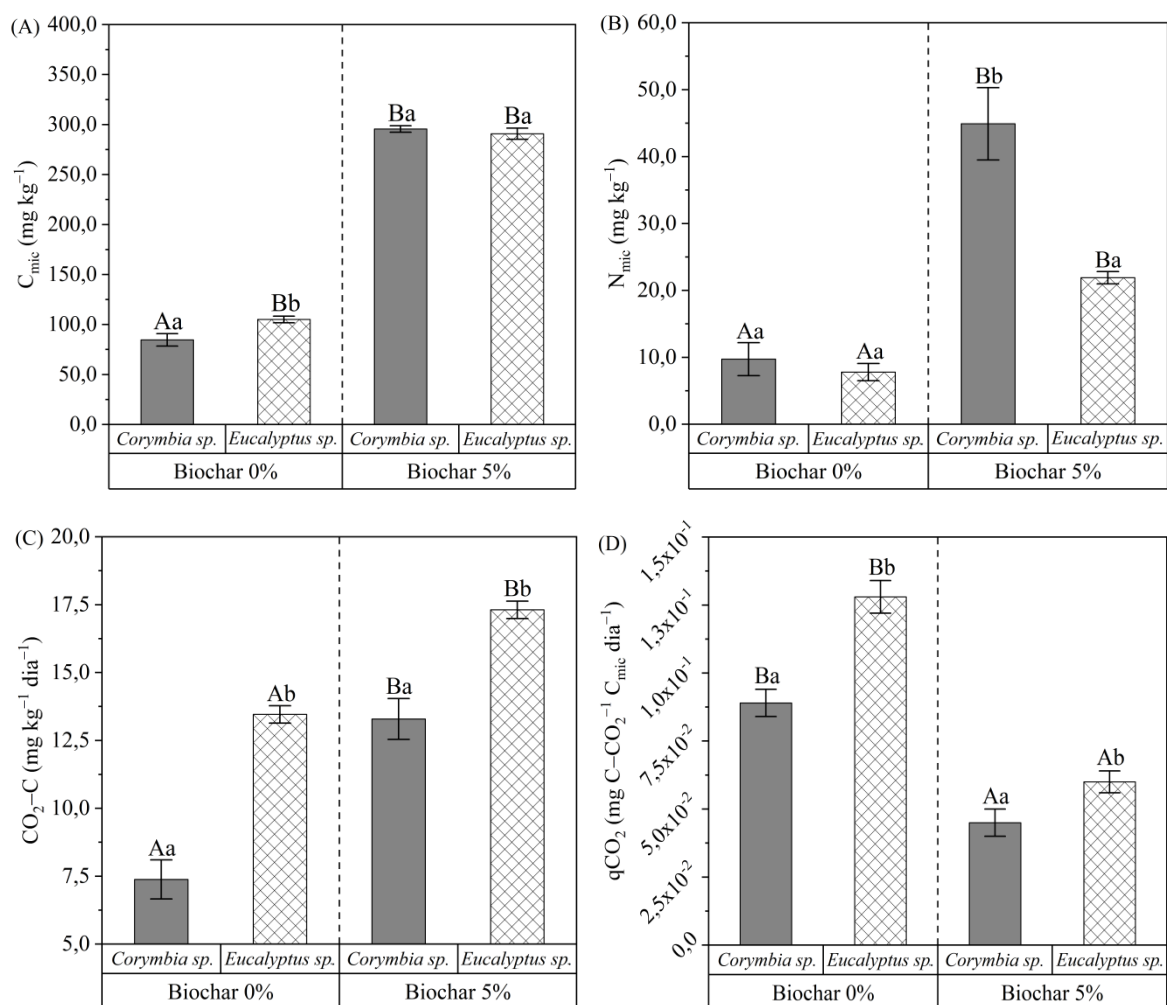 (A)
400,0
350,0
300,0
250,0
200,0
150,0
100,0
50,0
0,0
C_mic (mg kg⁻¹)
Aa
Bb
Ba
Ba
Corymbia sp. Eucalyptus sp. Corymbia sp. Eucalyptus sp.
Biochar 0% Biochar 5%
(B)
60,0
50,0
40,0
30,0
20,0
10,0
0,0
N_mic (mg kg⁻¹)
Aa
Aa
Bb
Ba
Corymbia sp. Eucalyptus sp. Corymbia sp. Eucalyptus sp.
Biochar 0% Biochar 5%
(C)
20,0
17,5
15,0
12,5
10,0
7,5
5,0
CO₂–C (mg kg⁻¹ dia⁻¹)
Aa
Ab
Ba
Bb
Corymbia sp. Eucalyptus sp. Corymbia sp. Eucalyptus sp.
Biochar 0% Biochar 5%
(D)
1,5x10⁻¹
1,3x10⁻¹
1,0x10⁻¹
7,5x10⁻²
5,0x10⁻²
2,5x10⁻²
0,0
qCO₂ (mg C–CO₂⁻¹ C_mic dia⁻¹)
Ba
Bb
Aa
Ab
Corymbia sp. Eucalyptus sp. Corymbia sp. Eucalyptus sp.
Biochar 0% Biochar 5%